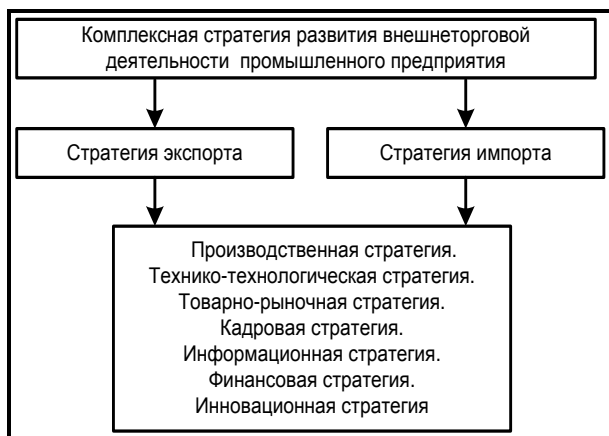 Комплексная стратегия развития внешнеторговой
деятельности промышленного предприятия
Стратегия экспорта
Стратегия импорта
Производственная стратегия.
Технико-технологическая стратегия.
Товарно-рыночная стратегия.
Кадровая стратегия.
Информационная стратегия.
Финансовая стратегия.
Инновационная стратегия